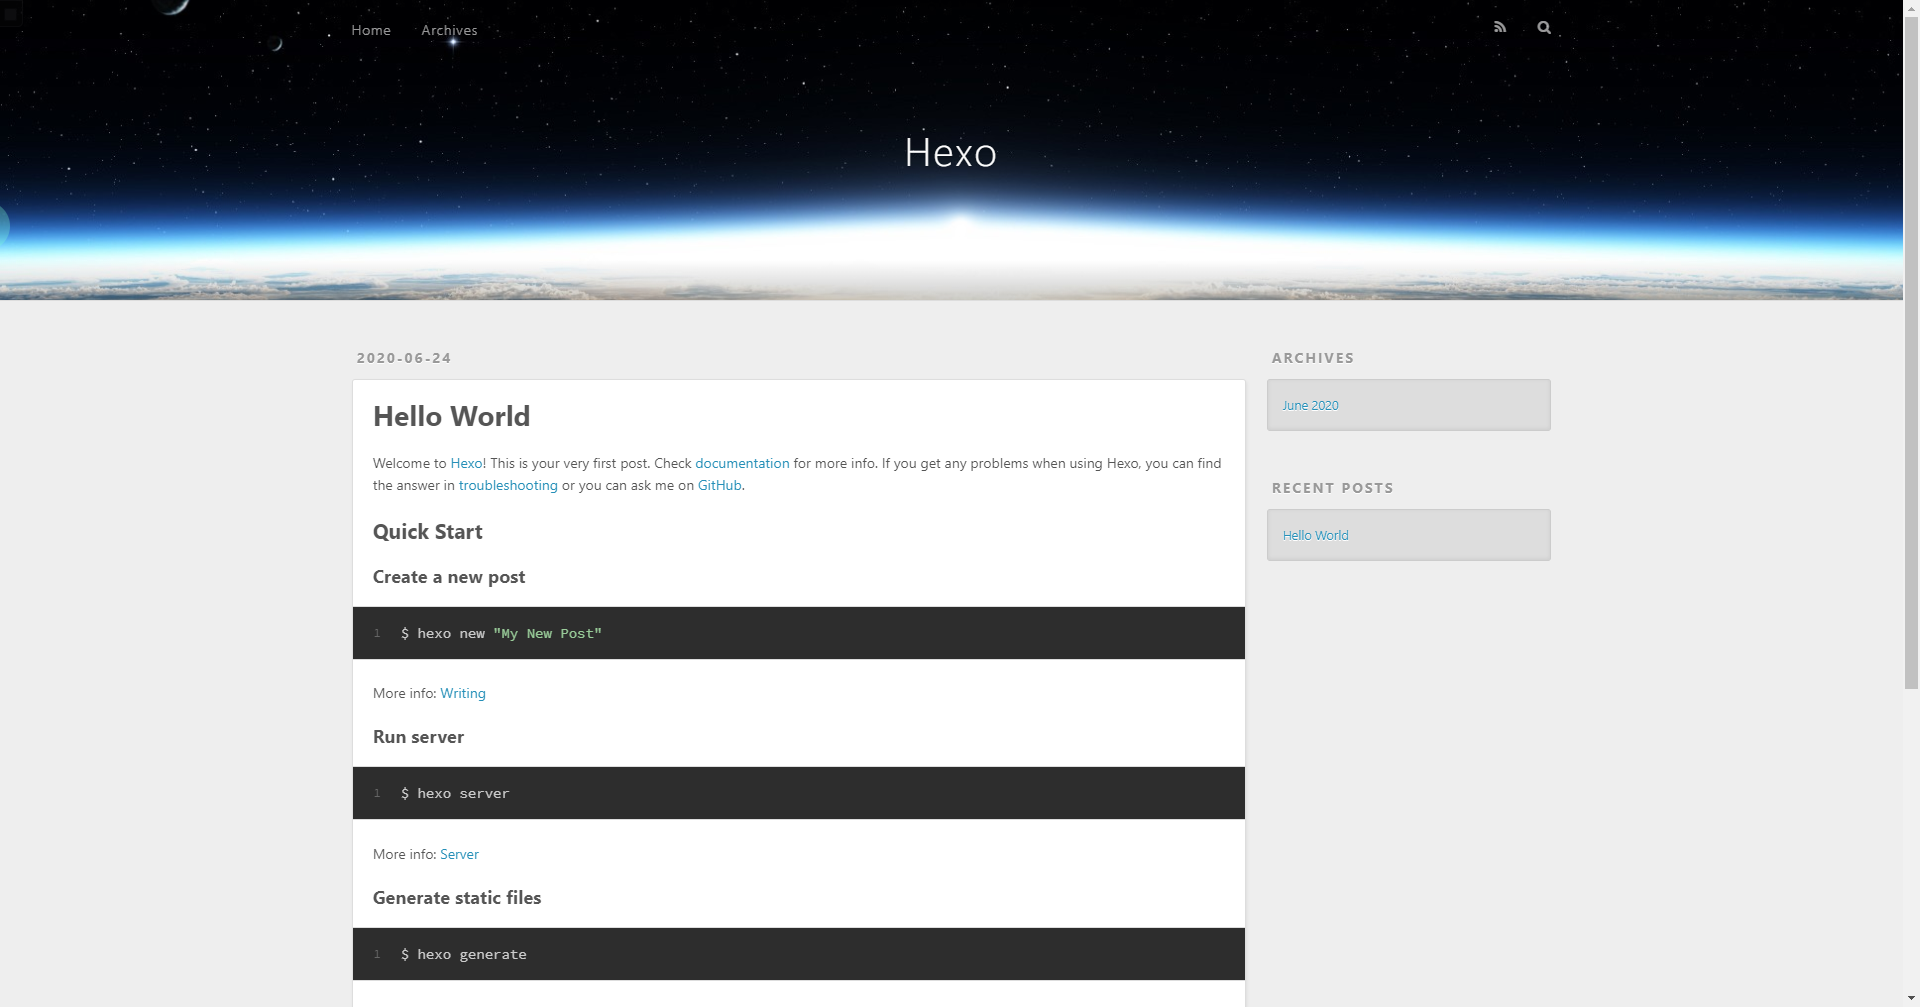 Home Archives
Hexo
2020-06-24
Hello World
Welcome to Hexo! This is your very first post. Check documentation for more info. If you get any problems when using Hexo, you can find
the answer in troubleshooting or you can ask me on GitHub.
Quick Start
Create a new post
1 $ hexo new "My New Post"
More info: Writing
Run server
1 $ hexo server
More info: Server
Generate static files
1 $ hexo generate
ARCHIVES
June 2020
RECENT POSTS
Hello World